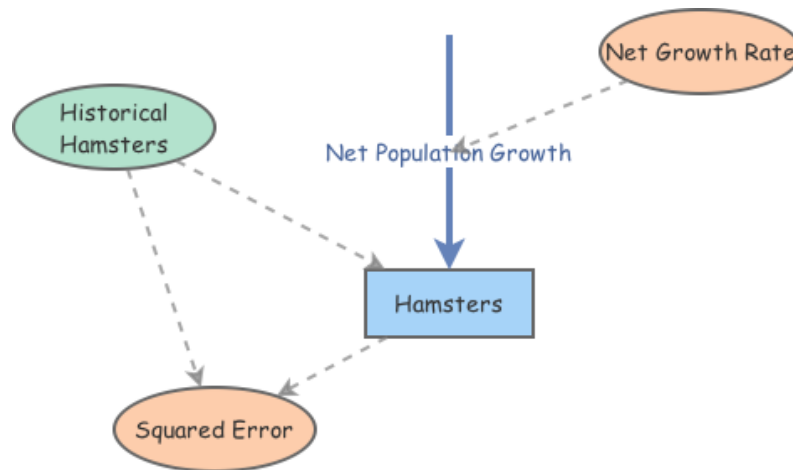 Net Growth Rate
Historical
Hamsters
Net Population Growth
Hamsters
Squared Error